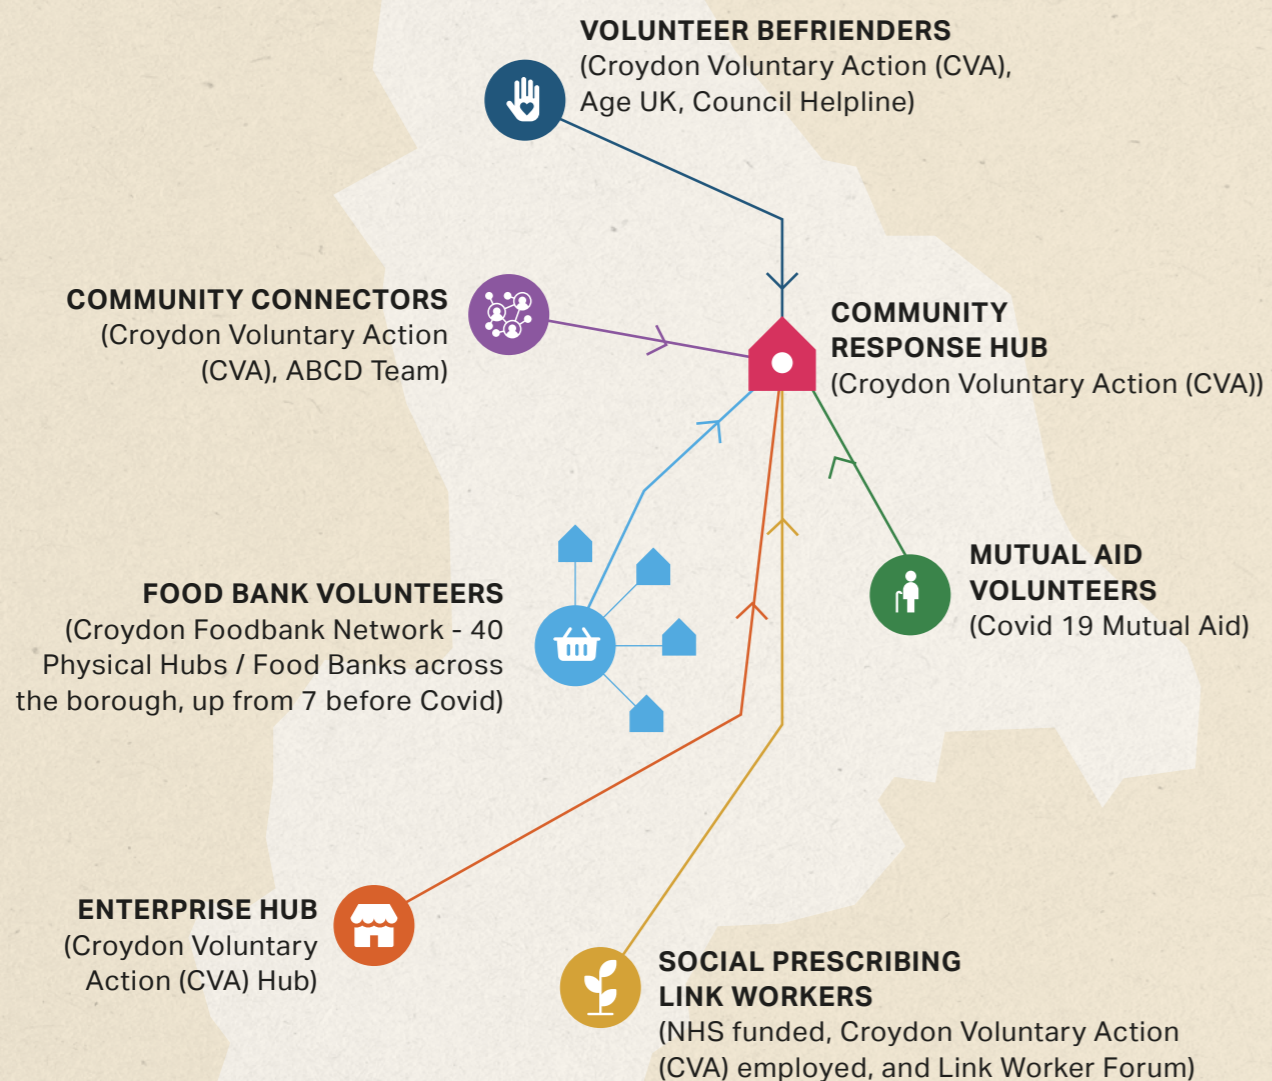 VOLUNTEER BEFRIENDERS
(Croydon Voluntary Action (CVA),
Age UK, Council Helpline)
COMMUNITY CONNECTORS
(Croydon Voluntary Action
(CVA), ABCD Team)
COMMUNITY
RESPONSE HUB
(Croydon Voluntary Action (CVA))
FOOD BANK VOLUNTEERS
(Croydon Foodbank Network - 40
Physical Hubs / Food Banks across
the borough, up from 7 before Covid)
MUTUAL AID
VOLUNTEERS
(Covid 19 Mutual Aid)
ENTERPRISE HUB
(Croydon Voluntary
Action (CVA) Hub)
SOCIAL PRESCRIBING
LINK WORKERS
(NHS funded, Croydon Voluntary Action
(CVA) employed, and Link Worker Forum)